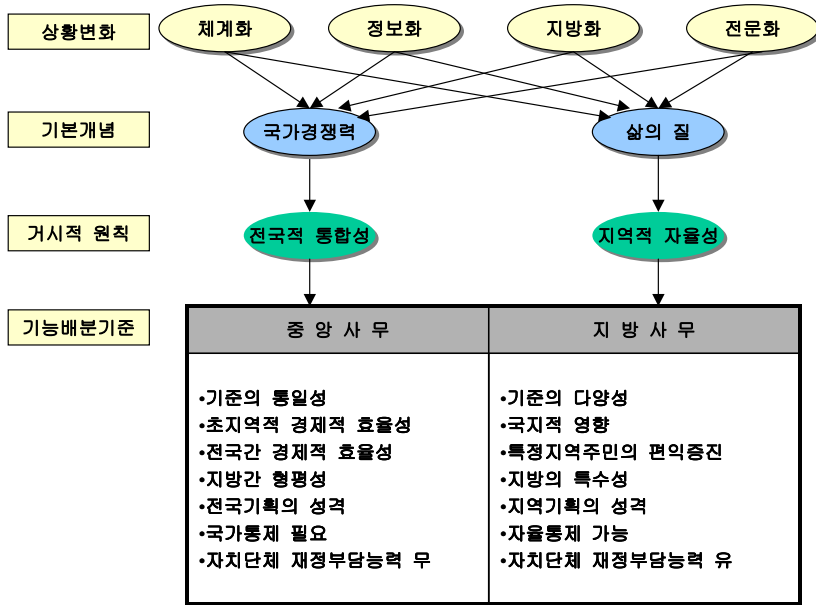 상황변화
체계화
정보화
지방화
전문화
기본개념
국가경쟁력
삶의 질
거시적 원칙
전국적 통합성
지역적 자율성
기능배분기준
중 앙 사 무
지 방 사 무
•기준의 통일성
•초지역적 경제적 효율성
•전국간 경제적 효율성
•지방간 형평성
•전국기획의 성격
•국가통제 필요
•자치단체 재정부담능력 무
•기준의 다양성
•국지적 영향
•특정지역주민의 편익증진
•지방의 특수성
•지역기획의 성격
•자율통제 가능
•자치단체 재정부담능력 유